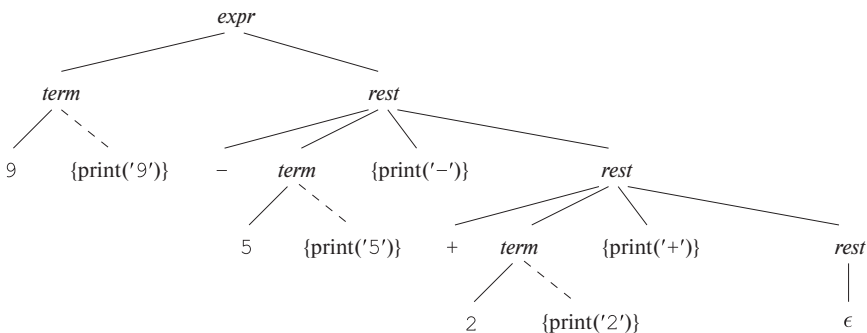 expr
term rest
9 {print('9')} − term {print('−')} rest
5 {print('5')} + term {print('+')} rest
2 {print('2')} ϵ